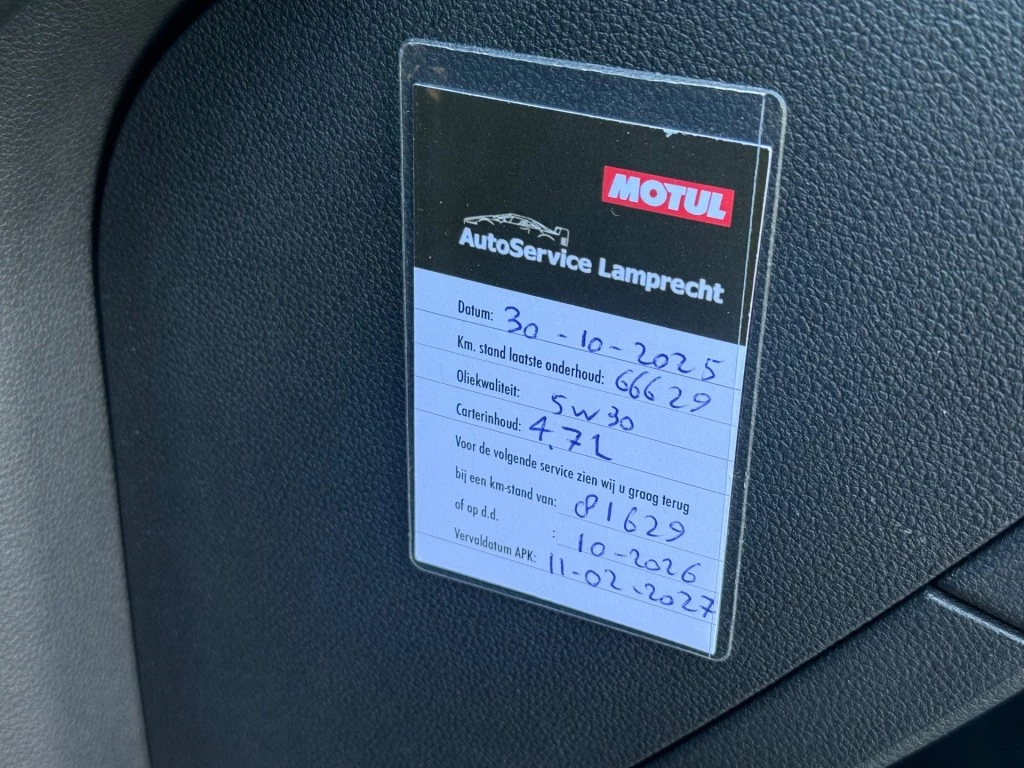 MOTUL
AutoService Lamprecht
Datum: 30-10-2025
Km. stand laatste onderhoud: 66629
Oliekwaliteit: 5w30
Carterinhoud: 4.7L
Voor de volgende service zien wij u graag terug
bij een km-stand van: 81629
of op d.d. : 10-2026
Vervaldatum APK: 11-02.2027